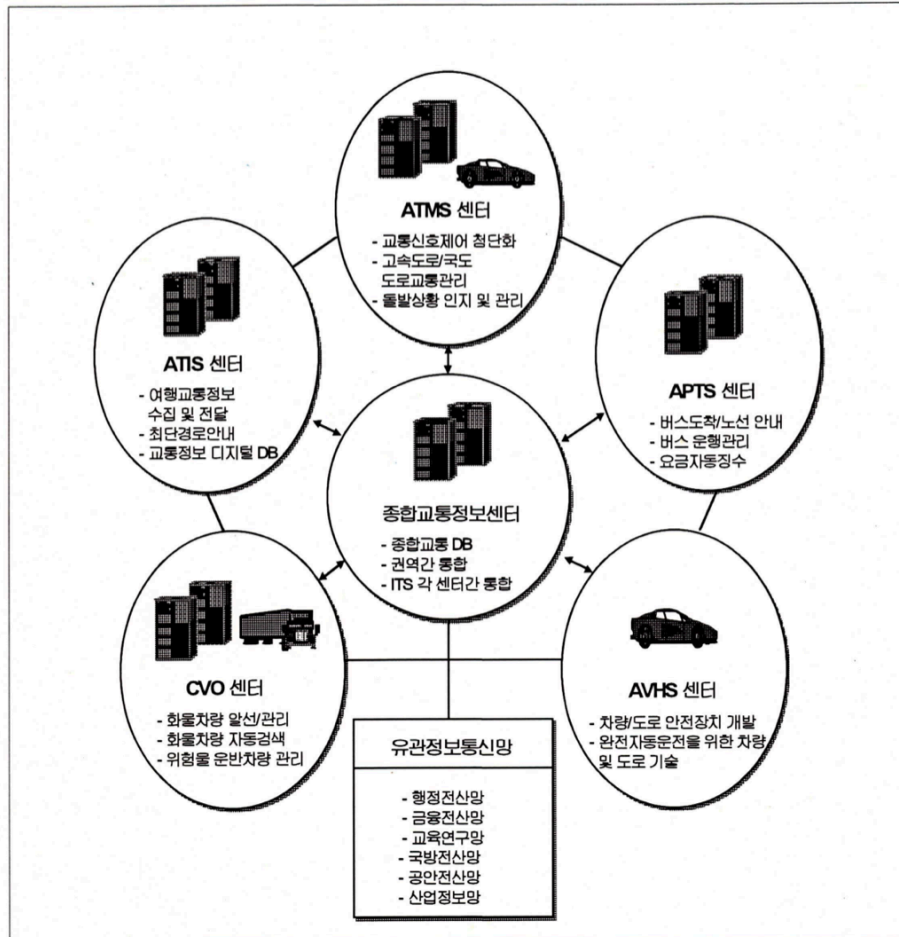 ATMS 센터
- 교통신호제어 첨단화
- 고속도로/국도
도로교통관리
- 돌발상황 인지 및 관리
ATIS 센터
- 여행교통정보
수집 및 전달
- 최단경로안내
- 교통정보 디지털 DB
APTS 센터
- 버스도착/노선 안내
- 버스 운행관리
- 요금자동징수
종합교통정보센터
- 종합교통 DB
- 권역간 통합
- ITS 각 센터간 통합
CVO 센터
- 화물차량 알선/관리
- 화물차량 자동검색
- 위험물 운반차량 관리
AVHS 센터
- 차량/도로 안전장치 개발
- 완전자동운전을 위한 차량
및 도로 기술
유관정보통신망
- 행정전산망
- 금융전산망
- 교육연구망
- 국방전산망
- 공안전산망
- 산업정보망